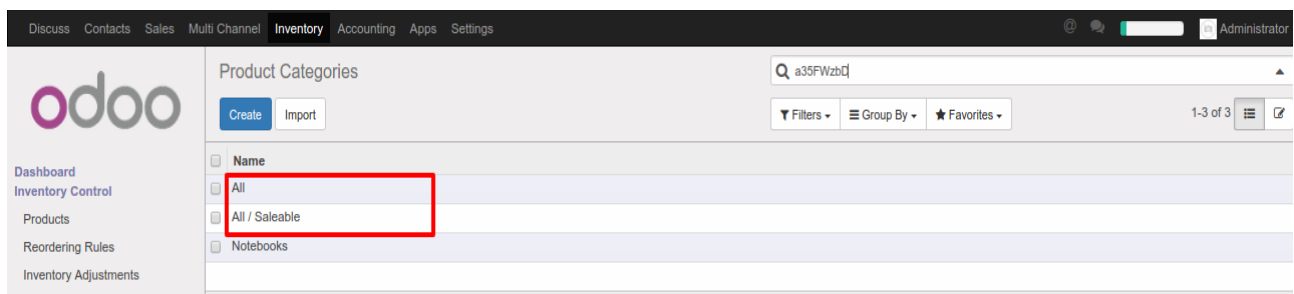 Discuss Contacts Sales Multi Channel Inventory Accounting Apps Settings @ Administrator
odoo
Product Categories
a35FWzbD
Create Import
Filters Group By Favorites 1-3 of 3
Dashboard
Inventory Control
Products
Reordering Rules
Inventory Adjustments
Name
All
All / Saleable
Notebooks